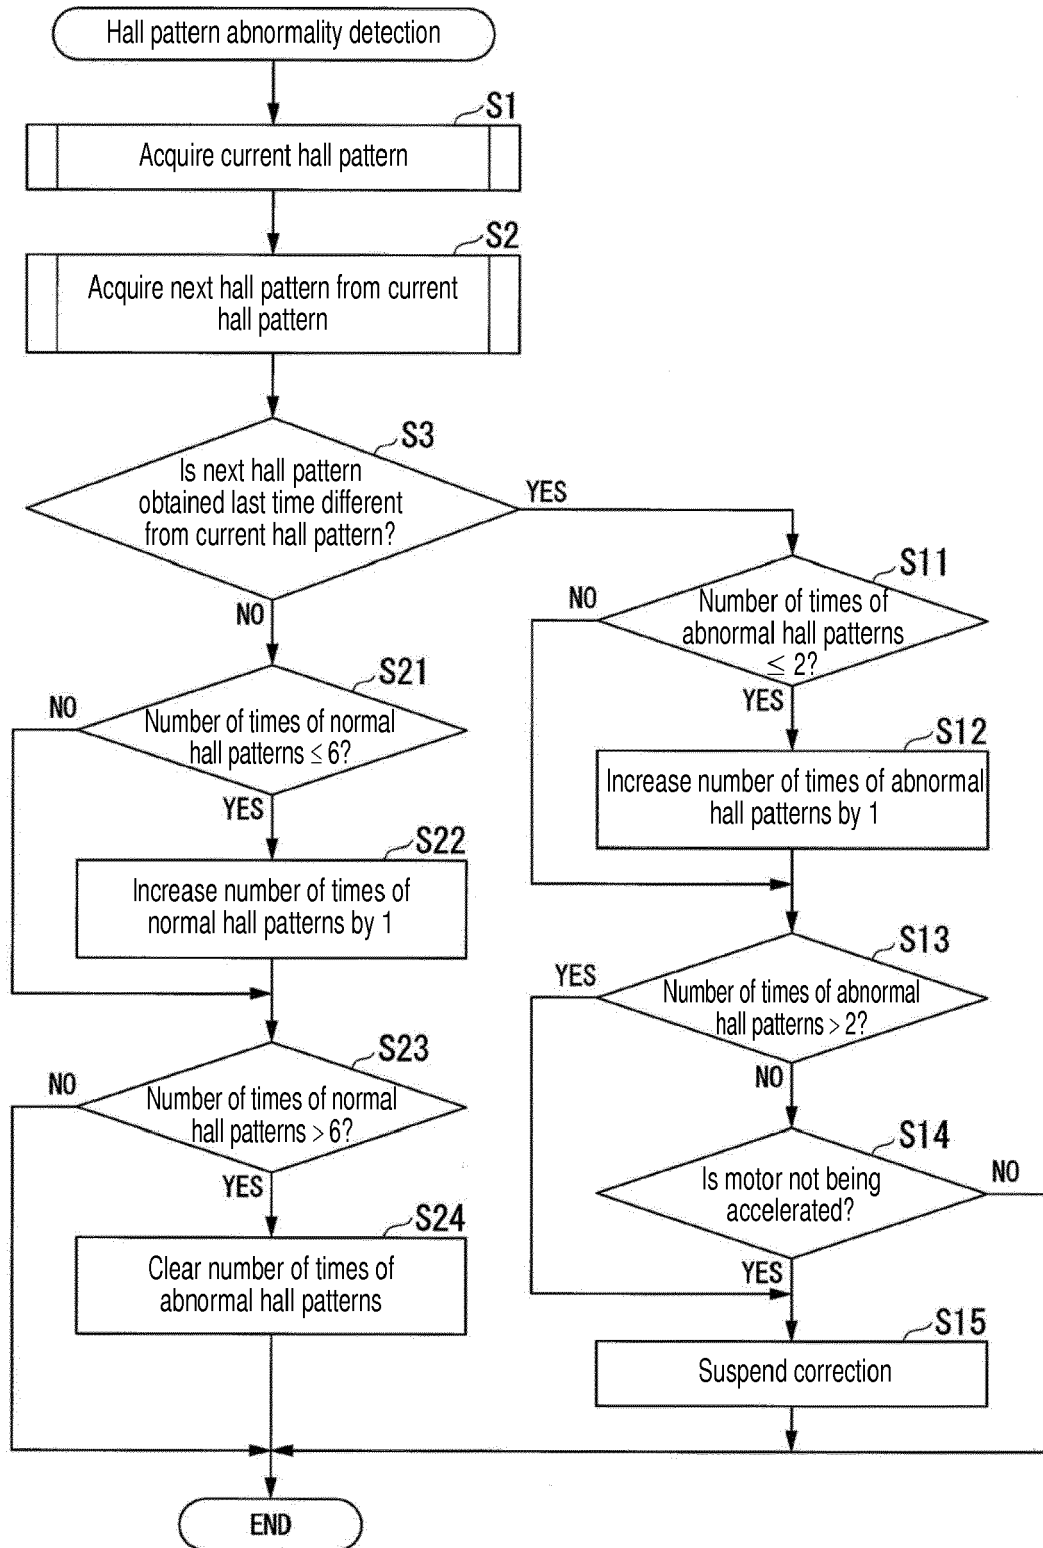 Hall pattern abnormality detection
S1
Acquire current hall pattern
S2
Acquire next hall pattern from current
hall pattern
S3
Is next hall pattern
obtained last time different
from current hall pattern?
YES
NO
S11
Number of times of
abnormal hall patterns
≤ 2?
NO
YES
S12
Increase number of times of abnormal
hall patterns by 1
S13
Number of times of abnormal
hall patterns > 2?
YES
NO
S14
Is motor not being
accelerated?
NO
YES
S15
Suspend correction
S21
Number of times of normal
hall patterns ≤ 6?
NO
YES
S22
Increase number of times of
normal hall patterns by 1
S23
Number of times of normal
hall patterns > 6?
NO
YES
S24
Clear number of times of
abnormal hall patterns
END